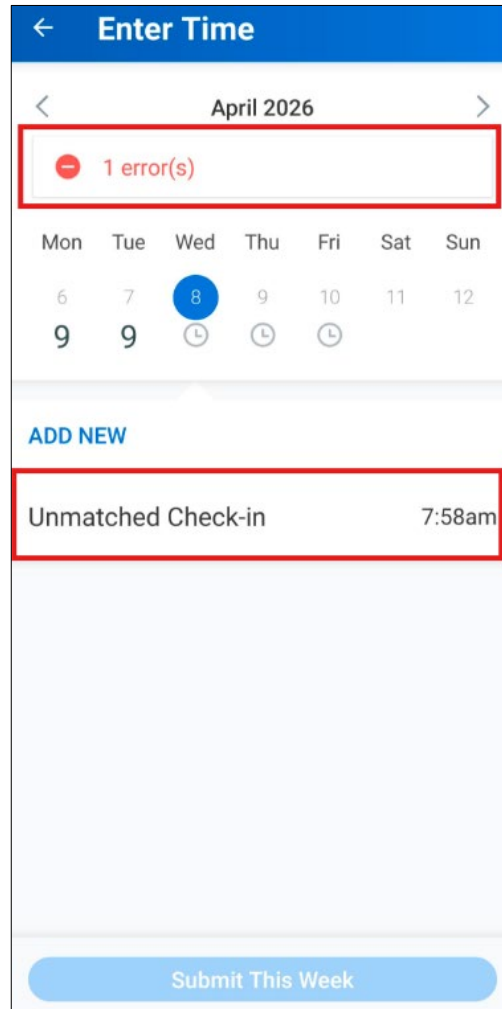 Enter Time
April 2026
1 error(s)
Mon Tue Wed Thu Fri Sat Sun
6 7 8 9 10 11 12
9 9
ADD NEW
Unmatched Check-in 7:58am
Submit This Week